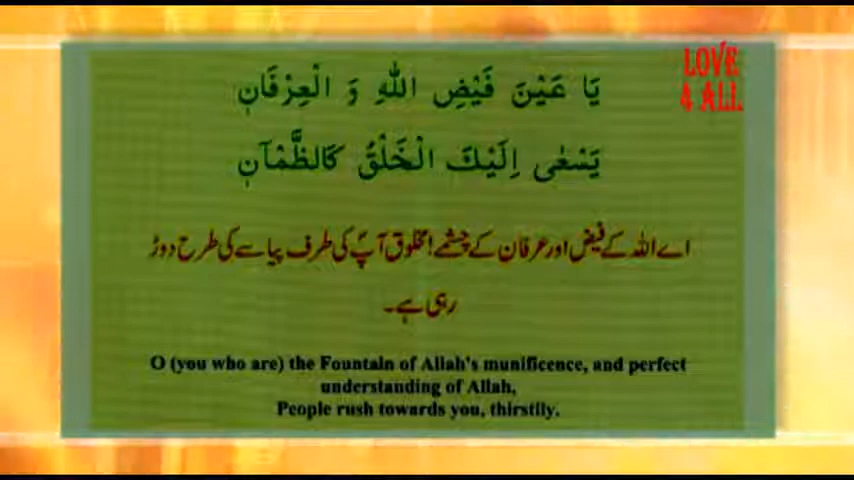 LOVE
4 ALL
يَا عَيْنَ فَيْضِ اللهِ وَ الْعِرْفَانِ
يَسْعٰى اِلَيْكَ الْخَلْقُ كَالظَّمْآنِ
اے اللہ کے فیض اور عرفان کے چشمے! مخلوق آپؐ کی طرف پیاسے کی طرح دوڑ
رہی ہے۔
O (you who are) the Fountain of Allah's munificence, and perfect
understanding of Allah,
People rush towards you, thirstily.